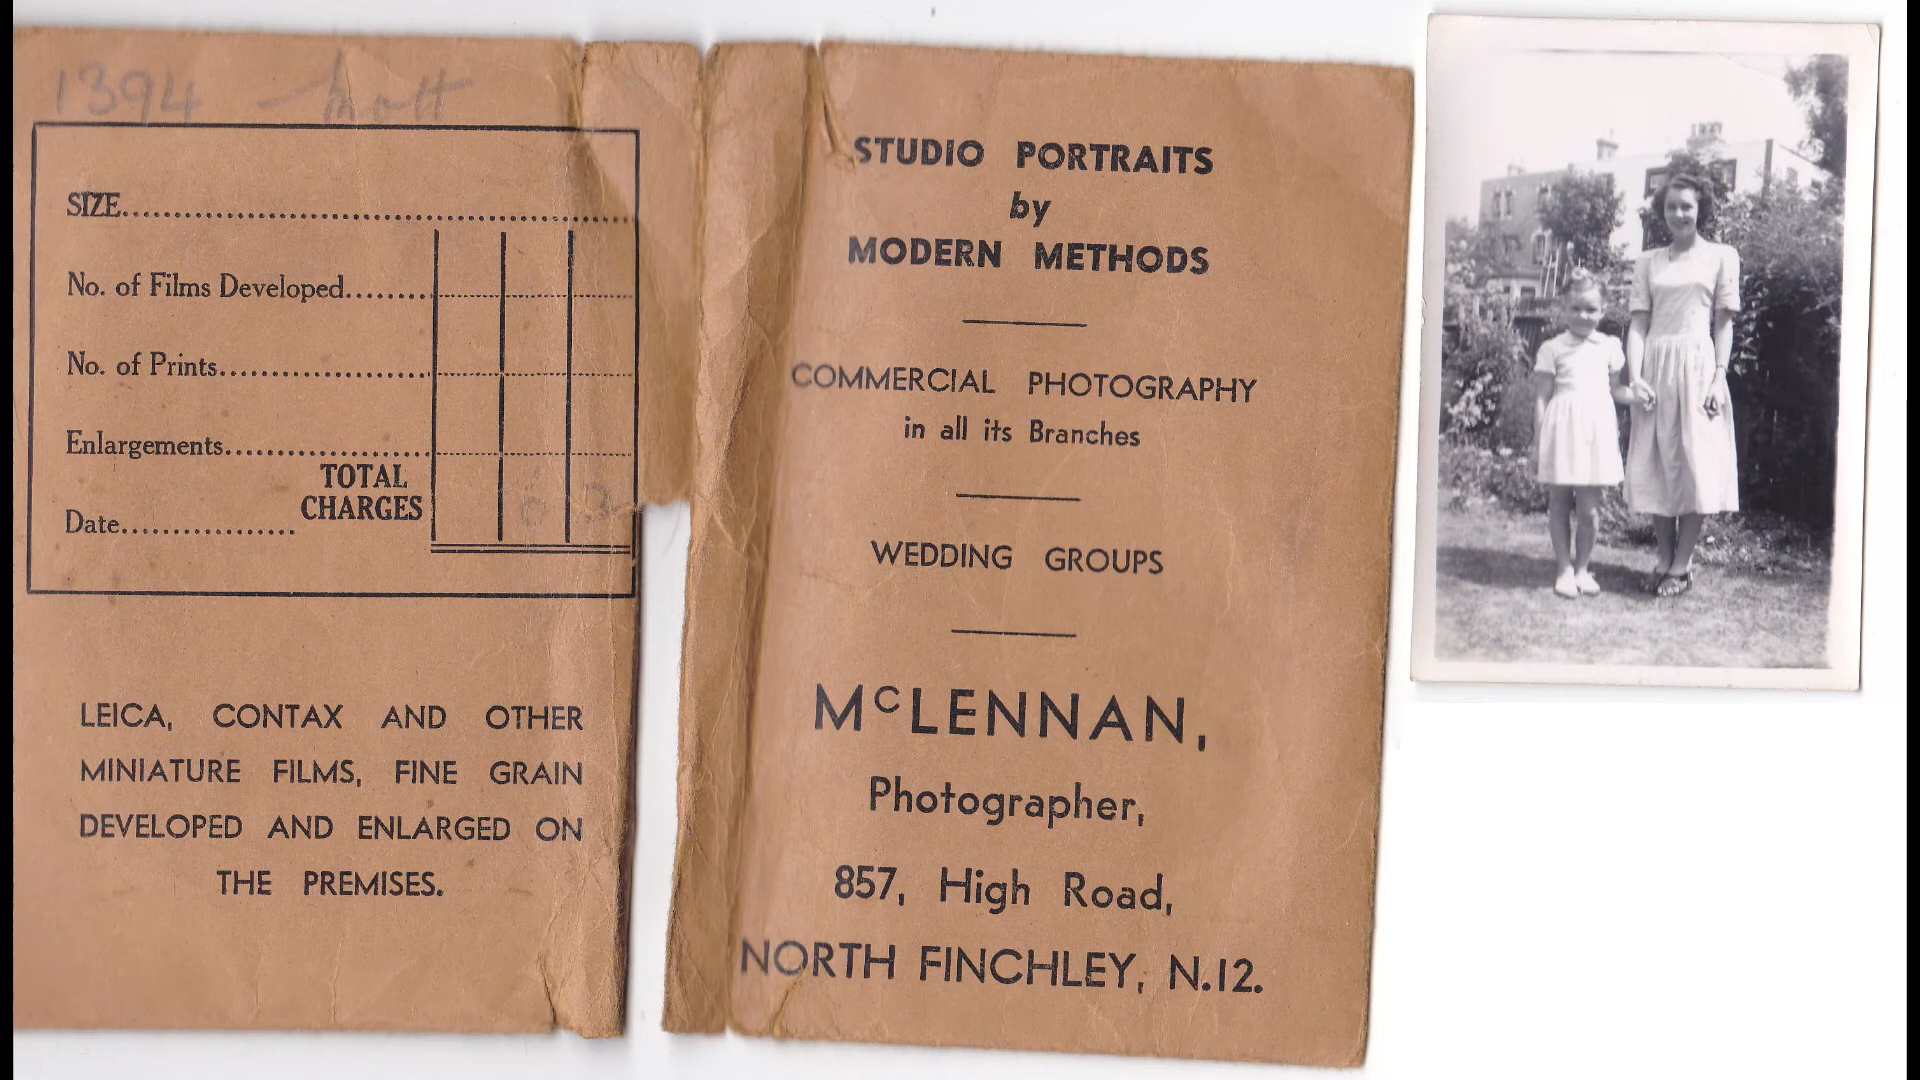 1394 - Mott
SIZE
No. of Films Developed
No. of Prints
Enlargements
TOTAL
CHARGES
Date
LEICA, CONTAX AND OTHER
MINIATURE FILMS, FINE GRAIN
DEVELOPED AND ENLARGED ON
THE PREMISES.
STUDIO PORTRAITS
by
MODERN METHODS
COMMERCIAL PHOTOGRAPHY
in all its Branches
WEDDING GROUPS
McLENNAN,
Photographer,
857, High Road,
NORTH FINCHLEY, N.12.